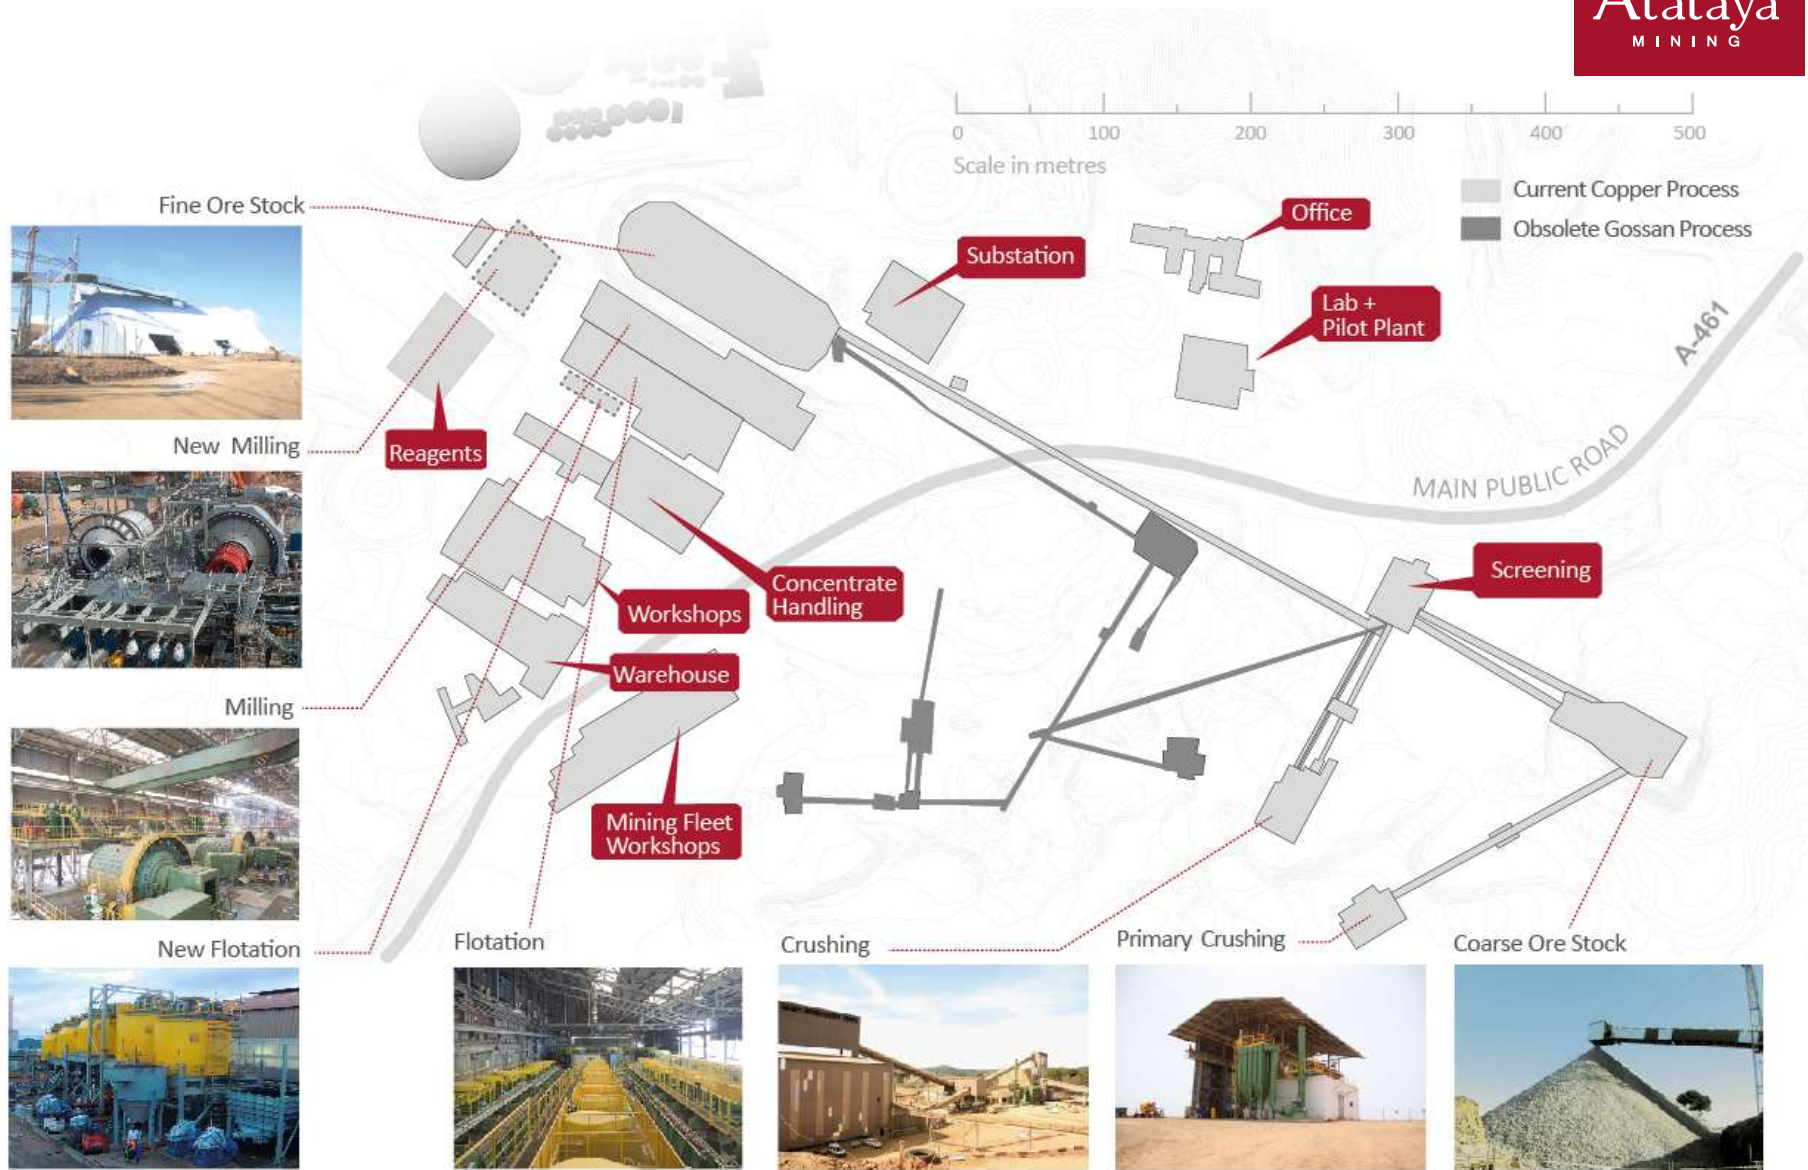 Atalaya
MINING
0 100 200 300 400 500
Scale in metres
Current Copper Process
Obsolete Gossan Process
Fine Ore Stock
Office
Substation
Lab +
Pilot Plant
A-461
New Milling
Reagents
MAIN PUBLIC ROAD
Screening
Concentrate
Handling
Workshops
Warehouse
Milling
Mining Fleet
Workshops
New Flotation
Flotation
Crushing
Primary Crushing
Coarse Ore Stock